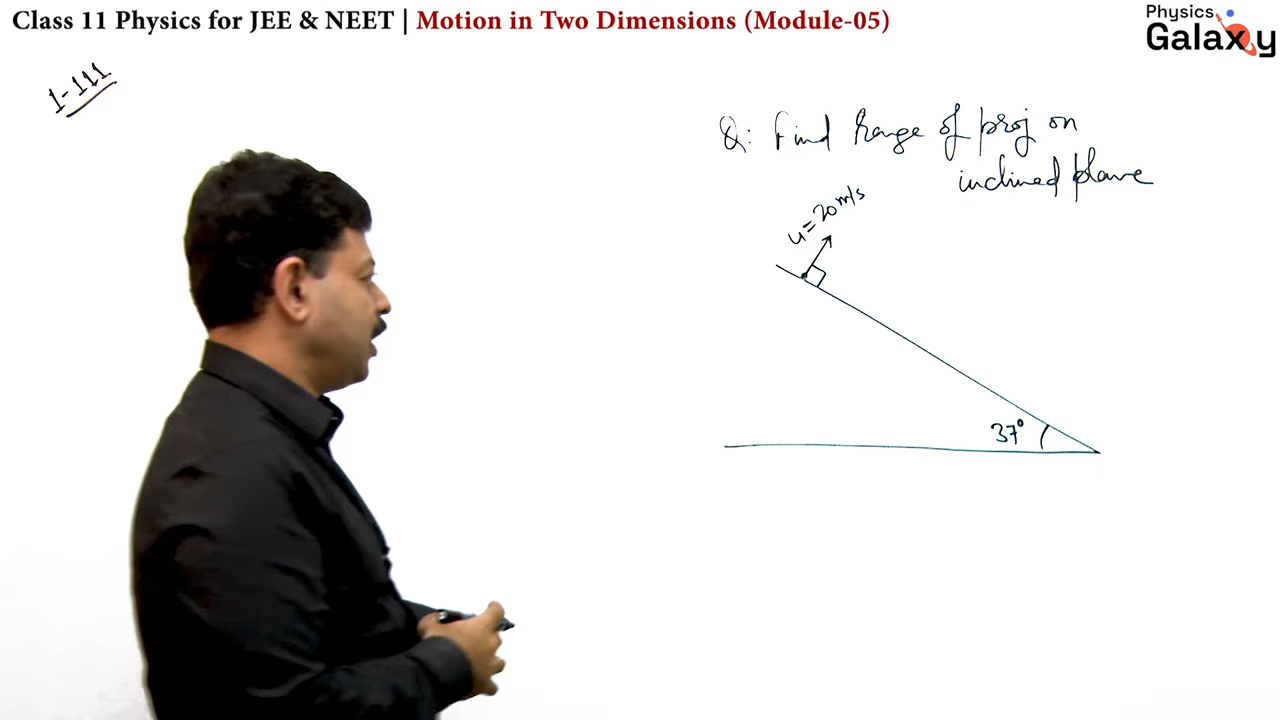 Class 11 Physics for JEE & NEET | Motion in Two Dimensions (Module-05)
Physics
Galaxy
1-111
Q: Find Range of proj on
inclined plane
u = 20 m/s
37°